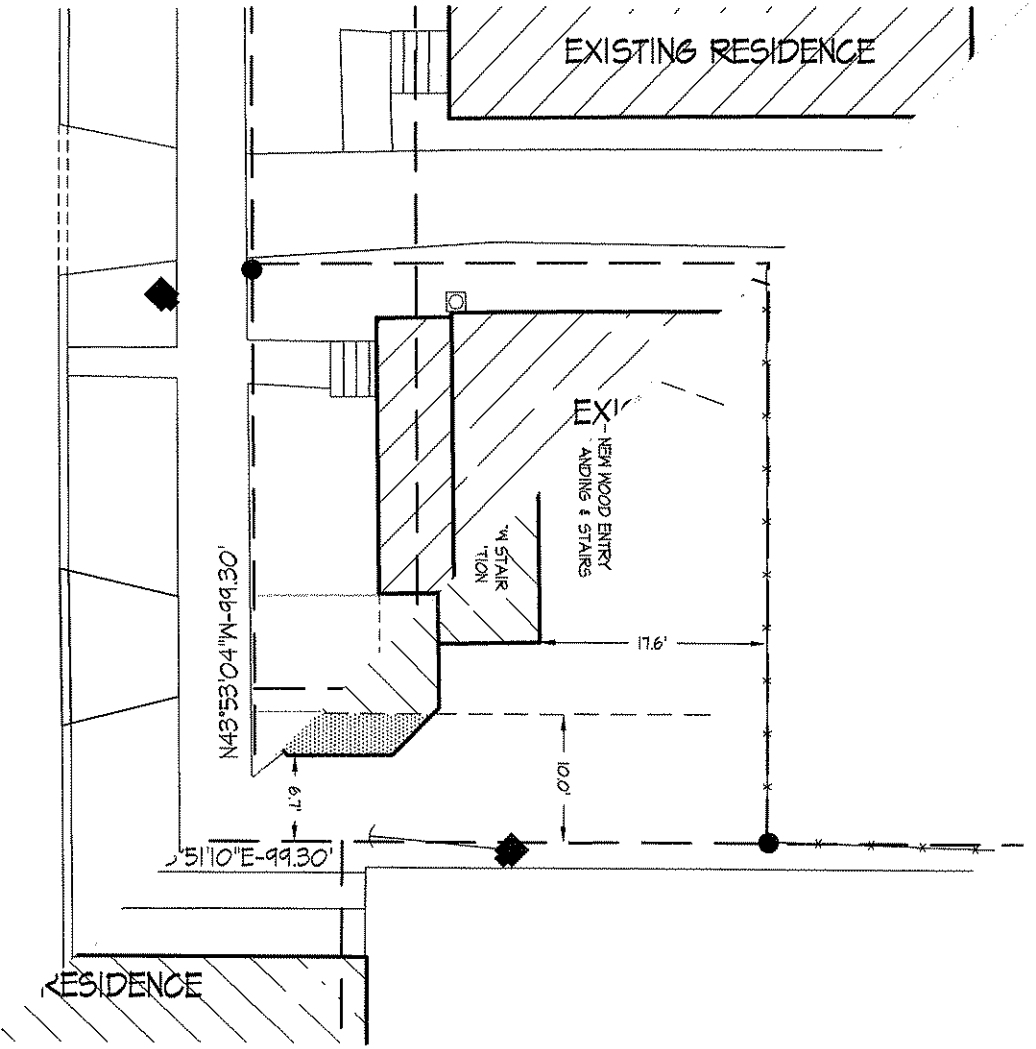 EXISTING RESIDENCE
EXI
NEW WOOD ENTRY
ANDING & STAIRS
W STAIR
TION
17.6'
N43°53'04"W-99.30'
10.0'
6.7'
51'10"E-99.30'
RESIDENCE